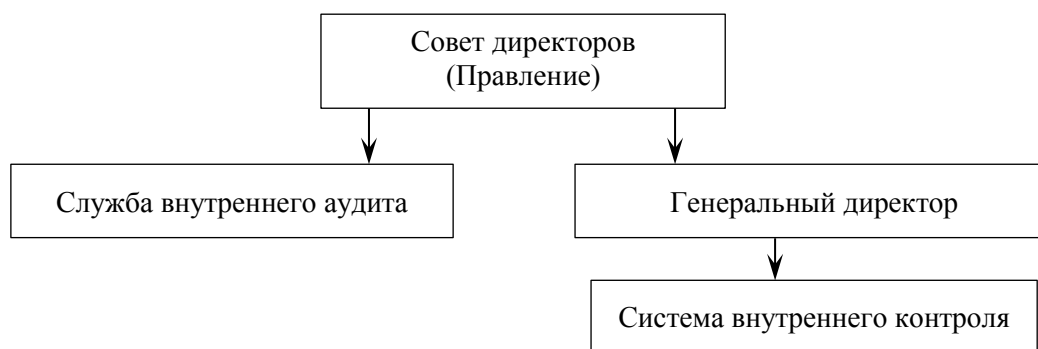 Совет директоров
(Правление)
Служба внутреннего аудита
Генеральный директор
Система внутреннего контроля